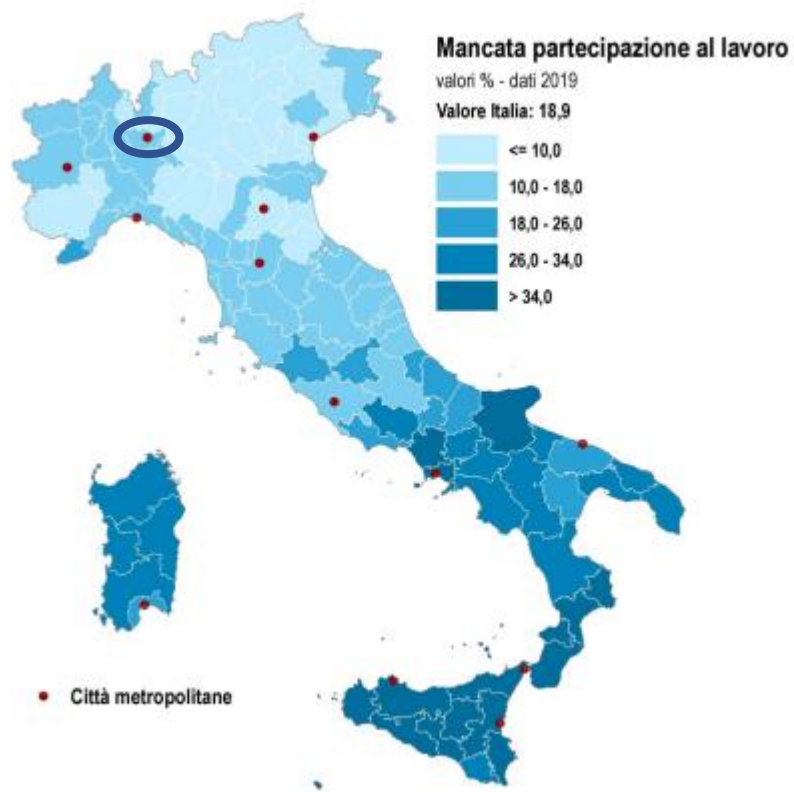 Mancata partecipazione al lavoro
valori % - dati 2019
Valore Italia: 18,9
<= 10,0
10,0 - 18,0
18,0 - 26,0
26,0 - 34,0
> 34,0
Città metropolitane